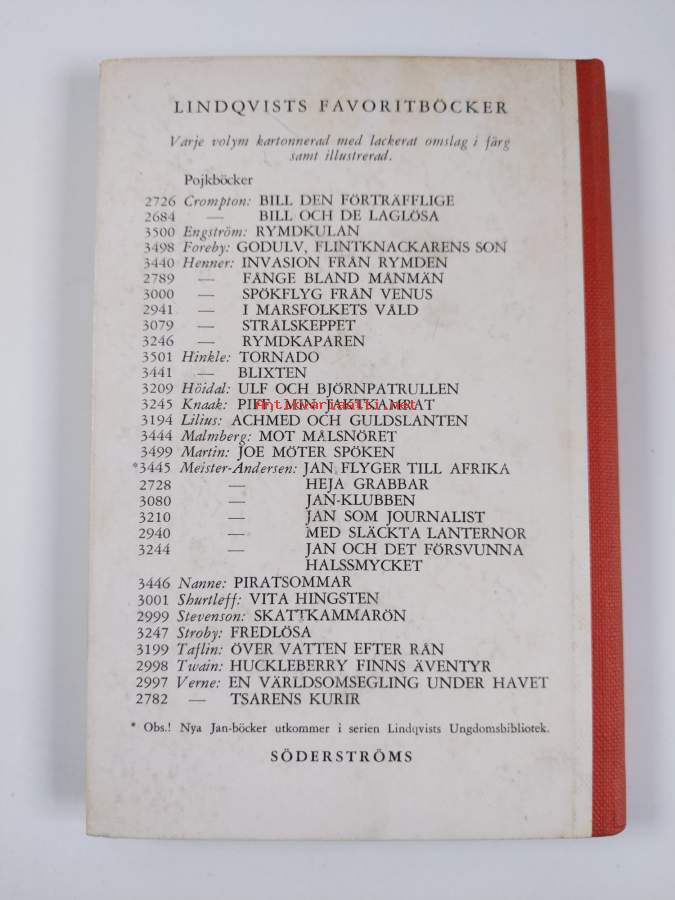 LINDQVISTS FAVORITBÖCKER
Varje volym kartonnerad med lackerat omslag i färg
samt illustrerad.
Pojkböcker
2726 Crompton: BILL DEN FÖRTRÄFFLIGE
2684 — BILL OCH DE LAGLÖSA
3500 Engström: RYMDKULAN
3498 Foreby: GODULV, FLINTKNACKARENS SON
3440 Henner: INVASION FRÅN RYMDEN
2789 — FÅNGE BLAND MÅNMÄN
3000 — SPÖKFLYG FRÅN VENUS
2941 — I MARSFOLKETS VÅLD
3079 — STRÅLSKEPPET
3246 — RYMDKAPAREN
3501 Hinkle: TORNADO
3441 — BLIXTEN
3209 Höidal: ULF OCH BJÖRNPATRULLEN
3245 Knaak: PIFF, MIN JAKTKAMRAT
Antikvariaatti.net
3194 Lilius: ACHMED OCH GULDSLANTEN
3444 Malmberg: MOT MÅLSNÖRET
3499 Martin: JOE MÖTER SPÖKEN
*3445 Meister-Andersen: JAN FLYGER TILL AFRIKA
2728 — HEJA GRABBAR
3080 — JAN-KLUBBEN
3210 — JAN SOM JOURNALIST
2940 — MED SLÄCKTA LANTERNOR
3244 — JAN OCH DET FÖRSVUNNA
HALSSMYCKET
3446 Nanne: PIRATSOMMAR
3001 Shurtleff: VITA HINGSTEN
2999 Stevenson: SKATTKAMMARÖN
3247 Stroby: FREDLÖSA
3199 Taflin: ÖVER VATTEN EFTER RÅN
2998 Twain: HUCKLEBERRY FINNS ÄVENTYR
2997 Verne: EN VÄRLDSOMSEGLING UNDER HAVET
2782 — TSARENS KURIR
* Obs.! Nya Jan-böcker utkommer i serien Lindqvists Ungdomsbibliotek.
SÖDERSTRÖMS